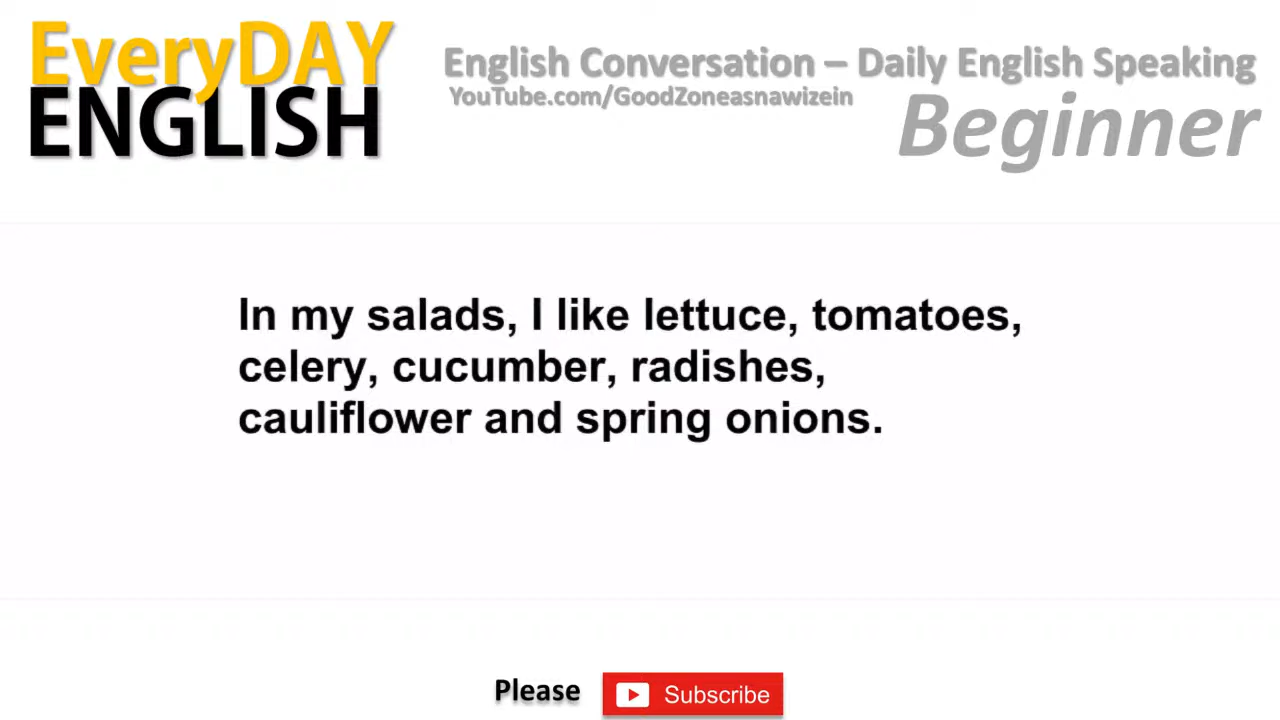 EveryDAY
ENGLISH
English Conversation – Daily English Speaking
YouTube.com/GoodZoneasnawizein
Beginner
In my salads, I like lettuce, tomatoes,
celery, cucumber, radishes,
cauliflower and spring onions.
Please
Subscribe